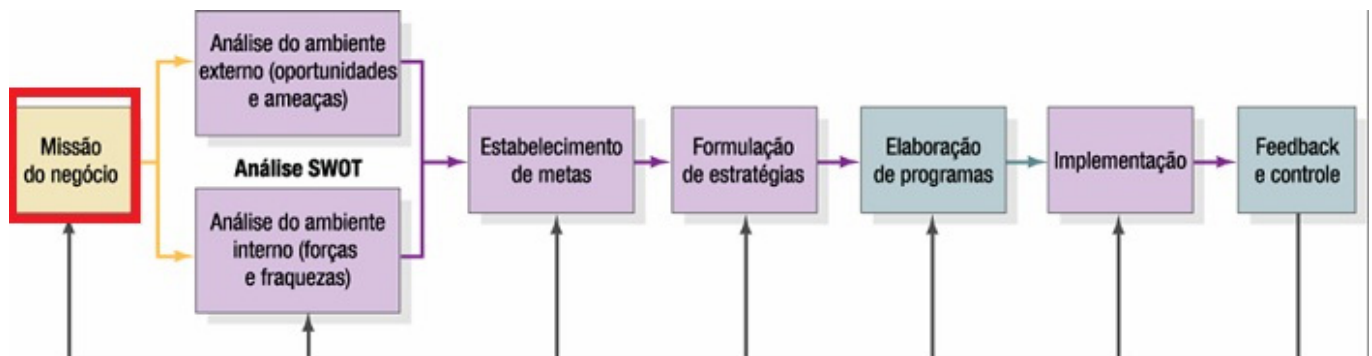 Missão
do negócio
Análise do ambiente
externo (oportunidades
e ameaças)
Análise SWOT
Análise do ambiente
interno (forças
e fraquezas)
Estabelecimento
de metas
Formulação
de estratégias
Elaboração
de programas
Implementação
Feedback
e controle